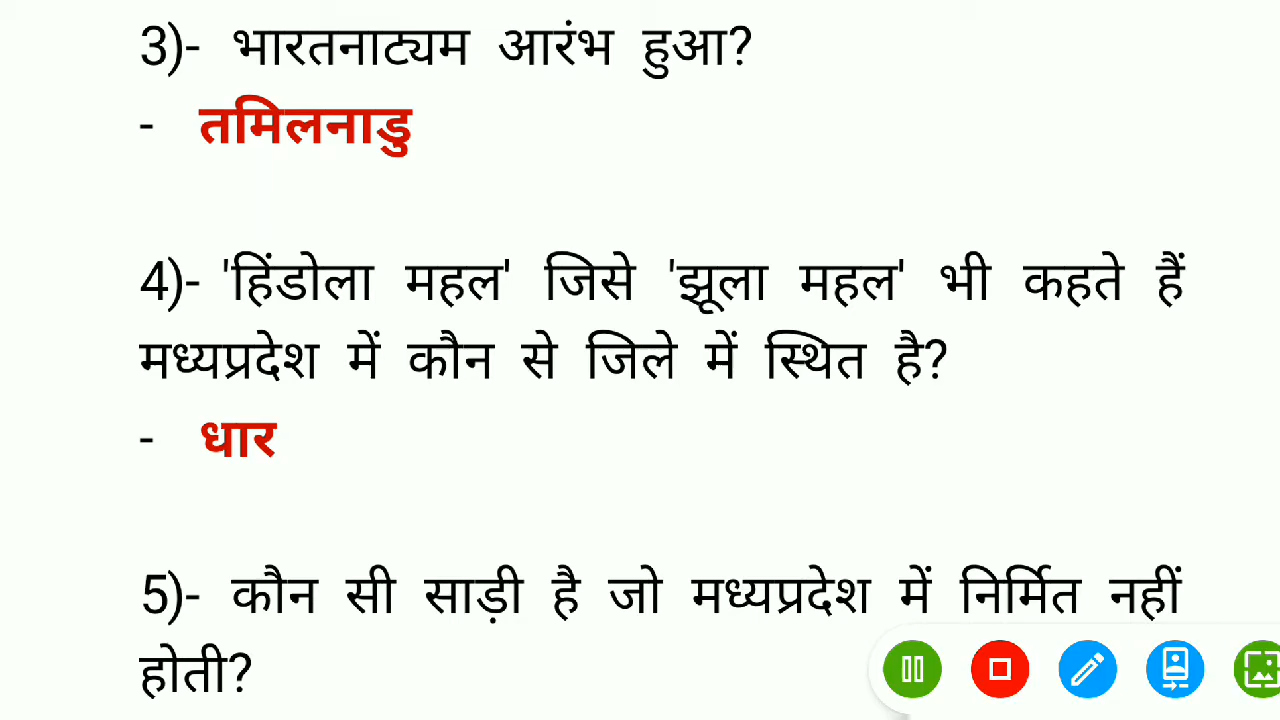 3)- भारतनाट्यम आरंभ हुआ?
- तमिलनाडु
4)- 'हिंडोला महल' जिसे 'झूला महल' भी कहते हैं
मध्यप्रदेश में कौन से जिले में स्थित है?
- धार
5)- कौन सी साड़ी है जो मध्यप्रदेश में निर्मित नहीं
होती?